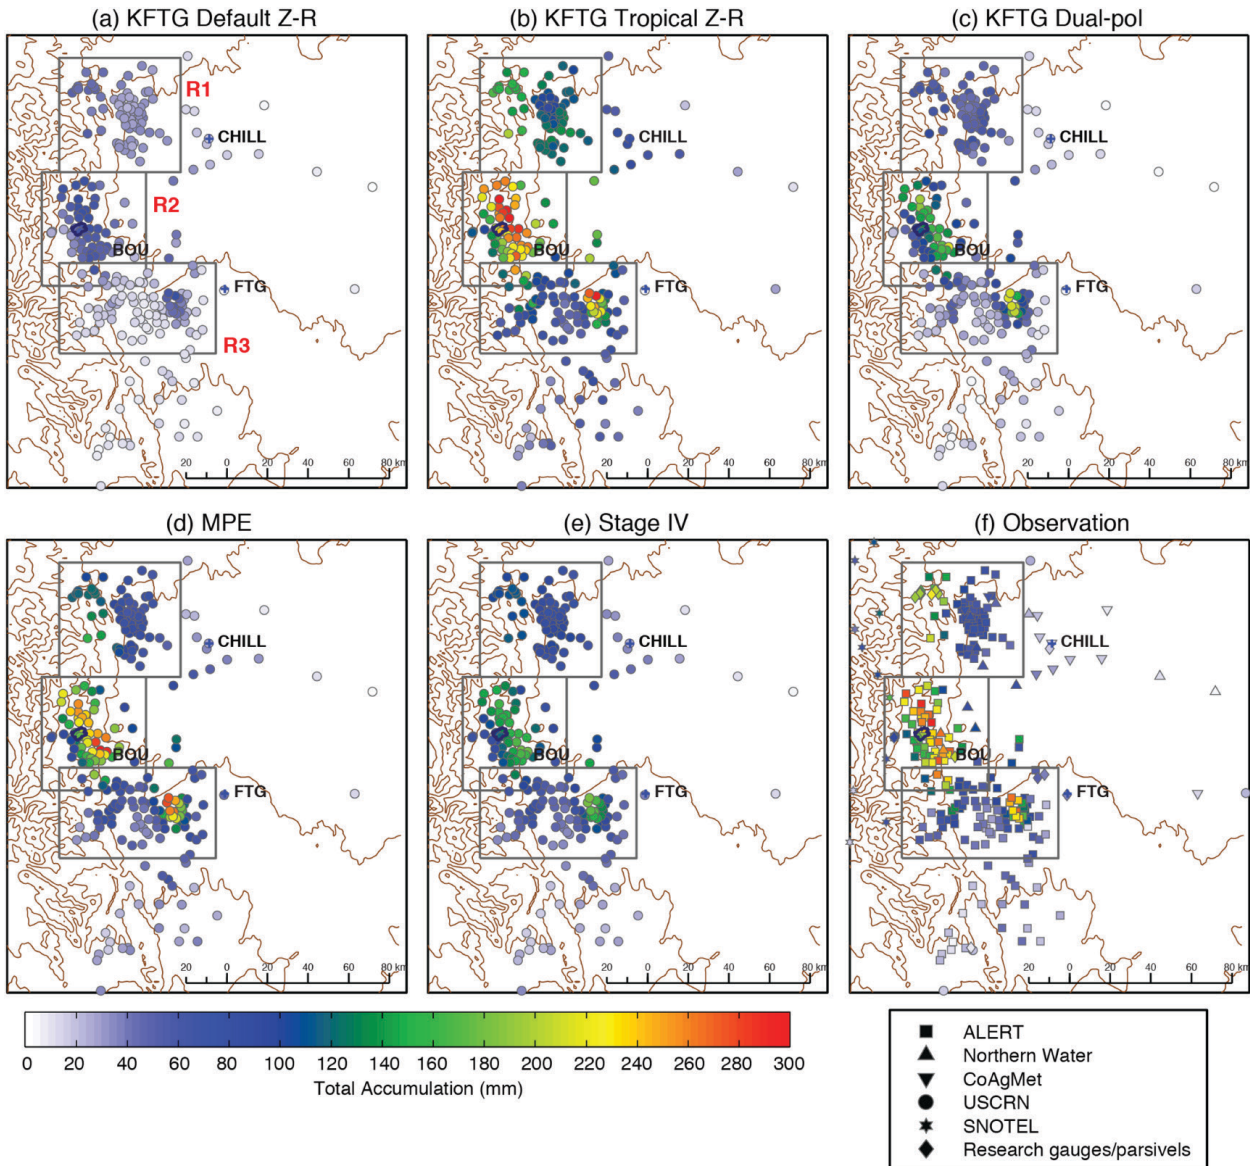 (a) KFTG Default Z-R
(b) KFTG Tropical Z-R
(c) KFTG Dual-pol
R1
CHILL
R2
BOU
FTG
R3
20 0 20 40 60 80 km
CHILL
BOU
FTG
20 0 20 40 60 80 km
CHILL
BOU
FTG
20 0 20 40 60 80 km
(d) MPE
(e) Stage IV
(f) Observation
CHILL
BOU
FTG
20 0 20 40 60 80 km
CHILL
BOU
FTG
20 0 20 40 60 80 km
CHILL
BOU
FTG
20 0 20 40 60 80 km
0 20 40 60 80 100 120 140 160 180 200 220 240 260 280 300
Total Accumulation (mm)
ALERT
Northern Water
CoAgMet
USCRN
SNOTEL
Research gauges/parsivels